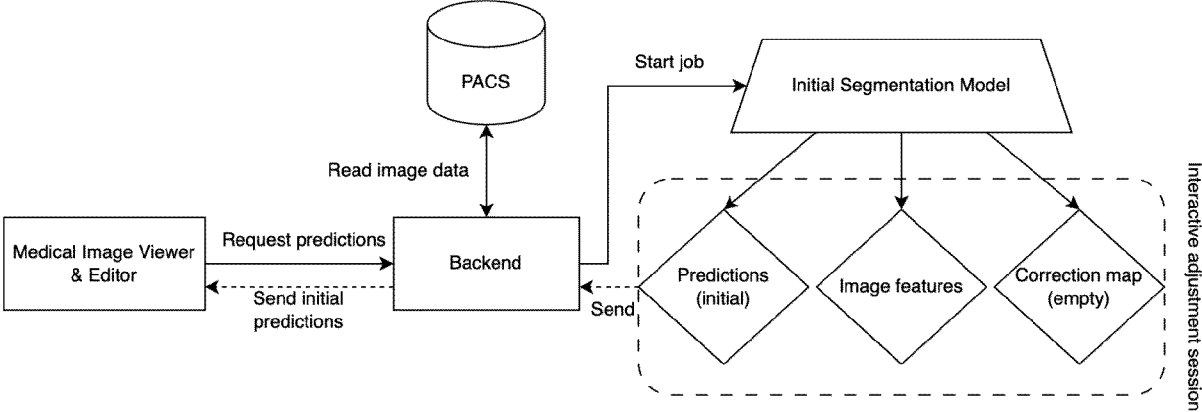 PACS
Start job
Initial Segmentation Model
Read image data
Medical Image Viewer
& Editor
Request predictions
Backend
Send initial
predictions
Send
Predictions
(initial)
Image features
Correction map
(empty)
Interactive adjustment session